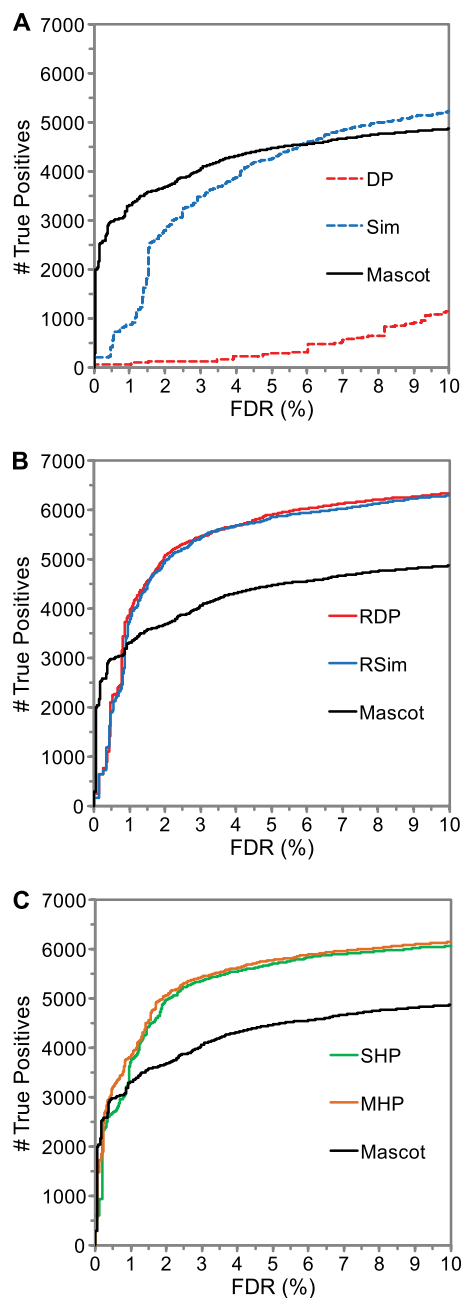 A
7000
6000
5000
4000
3000
2000
1000
0
# True Positives
DP
Sim
Mascot
0 1 2 3 4 5 6 7 8 9 10
FDR (%)
B
7000
6000
5000
4000
3000
2000
1000
0
# True Positives
RDP
RSim
Mascot
0 1 2 3 4 5 6 7 8 9 10
FDR (%)
C
7000
6000
5000
4000
3000
2000
1000
0
# True Positives
SHP
MHP
Mascot
0 1 2 3 4 5 6 7 8 9 10
FDR (%)